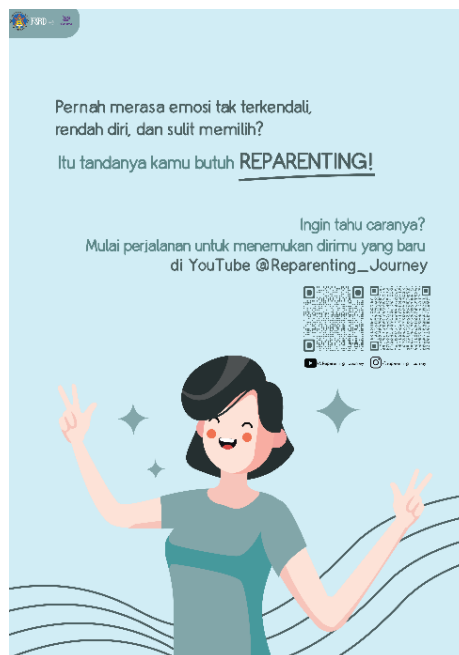 FSRD
Pernah merasa emosi tak terkendali,
rendah diri, dan sulit memilih?
Itu tandanya kamu butuh REPARENTING!
Ingin tahu caranya?
Mulai perjalanan untuk menemukan dirimu yang baru
di YouTube @Reparenting_Journey